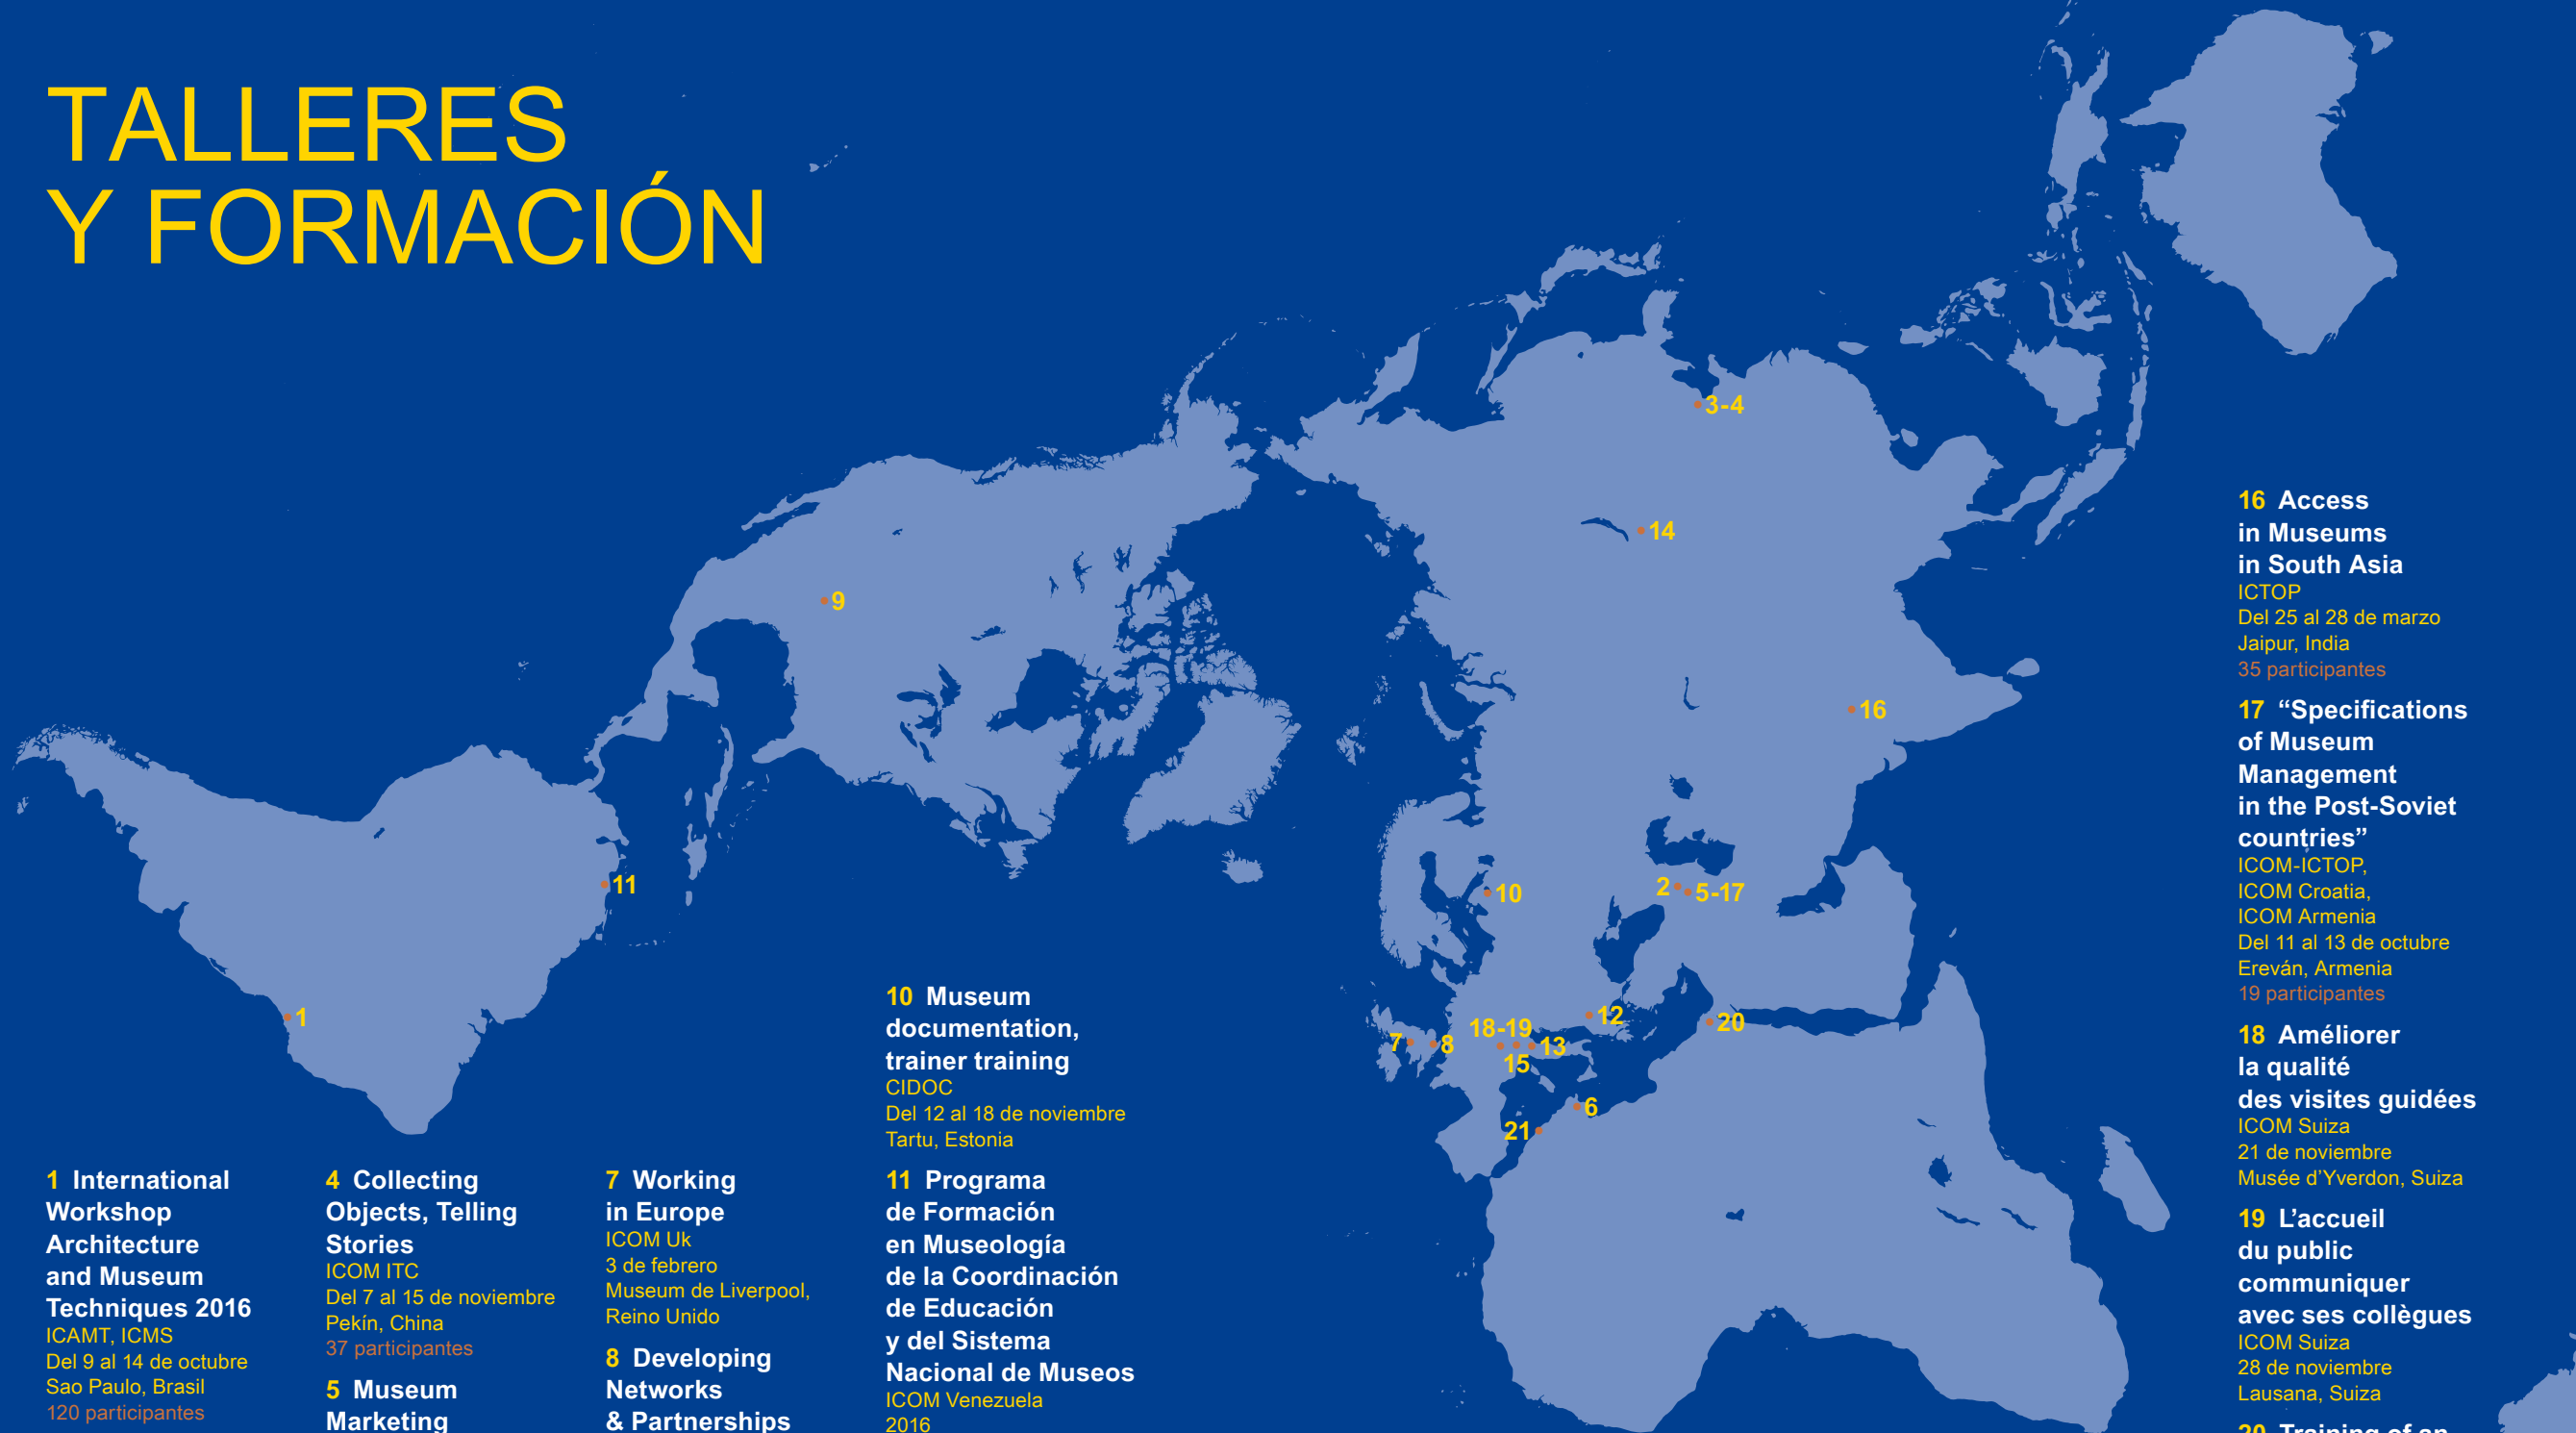 TALLERES
Y FORMACIÓN
3-4
14
9
16
11
10
2
5-17
1
12
20
18-19
7
8
13
15
6
21
1 International
Workshop
Architecture
and Museum
Techniques 2016
ICAMT, ICMS
Del 9 al 14 de octubre
Sao Paulo, Brasil
120 participantes
4 Collecting
Objects, Telling
Stories
ICOM ITC
Del 7 al 15 de noviembre
Pekín, China
37 participantes
5 Museum
Marketing
7 Working
in Europe
ICOM Uk
3 de febrero
Museum de Liverpool,
Reino Unido
8 Developing
Networks
& Partnerships
10 Museum
documentation,
trainer training
CIDOC
Del 12 al 18 de noviembre
Tartu, Estonia
11 Programa
de Formación
en Museología
de la Coordinación
de Educación
y del Sistema
Nacional de Museos
ICOM Venezuela
2016
16 Access
in Museums
in South Asia
ICTOP
Del 25 al 28 de marzo
Jaipur, India
35 participantes
17 “Specifications
of Museum
Management
in the Post-Soviet
countries”
ICOM-ICTOP,
ICOM Croatia,
ICOM Armenia
Del 11 al 13 de octubre
Ereván, Armenia
19 participantes
18 Améliorer
la qualité
des visites guidées
ICOM Suiza
21 de noviembre
Musée d’Yverdon, Suiza
19 L’accueil
du public
communiquer
avec ses collègues
ICOM Suiza
28 de noviembre
Lausana, Suiza
20 Training of an